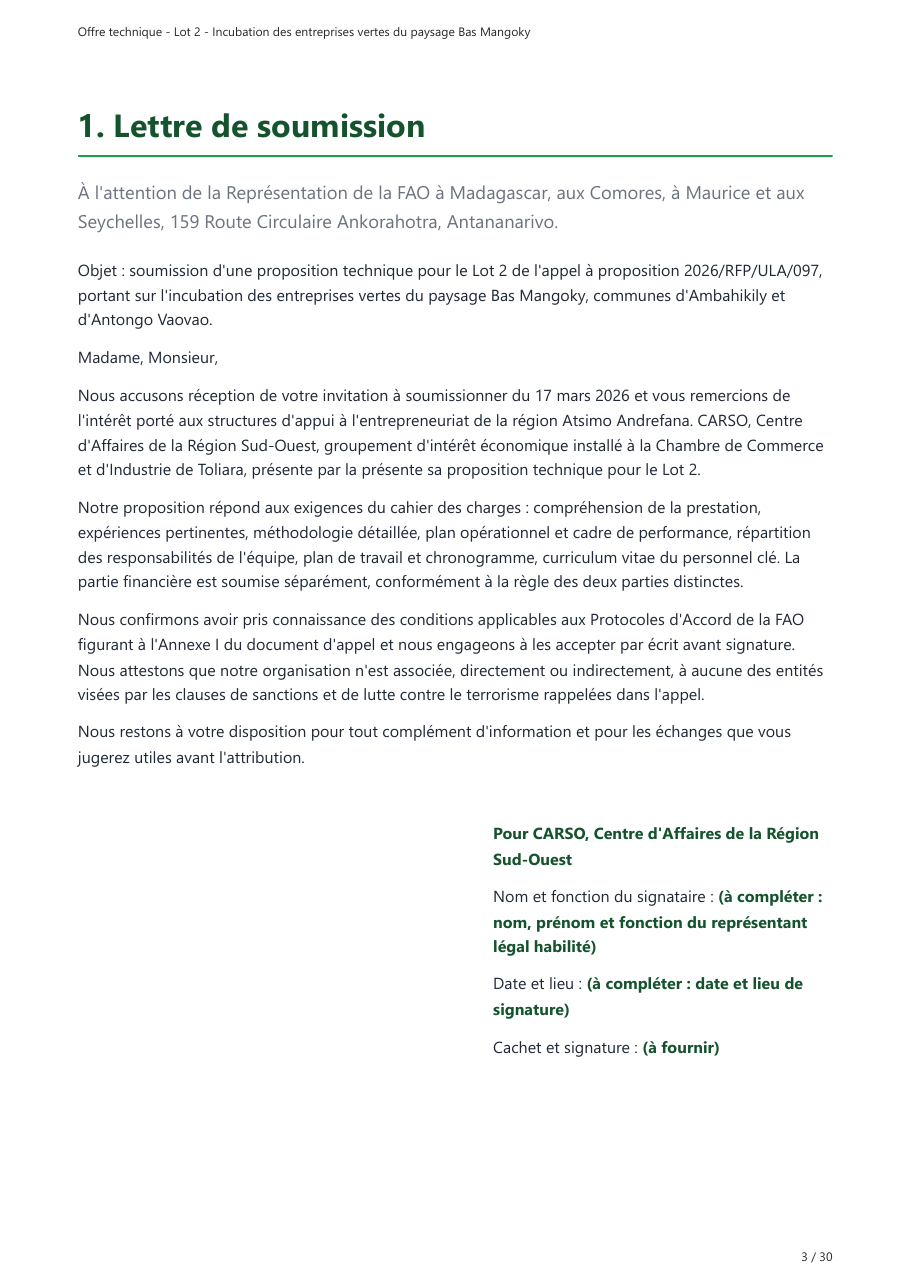 Offre technique - Lot 2 - Incubation des entreprises vertes du paysage Bas Mangoky
1. Lettre de soumission
À l'attention de la Représentation de la FAO à Madagascar, aux Comores, à Maurice et aux
Seychelles, 159 Route Circulaire Ankorahotra, Antananarivo.
Objet : soumission d'une proposition technique pour le Lot 2 de l'appel à proposition 2026/RFP/ULA/097,
portant sur l'incubation des entreprises vertes du paysage Bas Mangoky, communes d'Ambahikily et
d'Antongo Vaovao.
Madame, Monsieur,
Nous accusons réception de votre invitation à soumissionner du 17 mars 2026 et vous remercions de
l'intérêt porté aux structures d'appui à l'entrepreneuriat de la région Atsimo Andrefana. CARSO, Centre
d'Affaires de la Région Sud-Ouest, groupement d'intérêt économique installé à la Chambre de Commerce
et d'Industrie de Toliara, présente par la présente sa proposition technique pour le Lot 2.
Notre proposition répond aux exigences du cahier des charges : compréhension de la prestation,
expériences pertinentes, méthodologie détaillée, plan opérationnel et cadre de performance, répartition
des responsabilités de l'équipe, plan de travail et chronogramme, curriculum vitae du personnel clé. La
partie financière est soumise séparément, conformément à la règle des deux parties distinctes.
Nous confirmons avoir pris connaissance des conditions applicables aux Protocoles d'Accord de la FAO
figurant à l'Annexe I du document d'appel et nous engageons à les accepter par écrit avant signature.
Nous attestons que notre organisation n'est associée, directement ou indirectement, à aucune des entités
visées par les clauses de sanctions et de lutte contre le terrorisme rappelées dans l'appel.
Nous restons à votre disposition pour tout complément d'information et pour les échanges que vous
jugerez utiles avant l'attribution.
Pour CARSO, Centre d'Affaires de la Région
Sud-Ouest
Nom et fonction du signataire : (à compléter :
nom, prénom et fonction du représentant
légal habilité)
Date et lieu : (à compléter : date et lieu de
signature)
Cachet et signature : (à fournir)
3 / 30